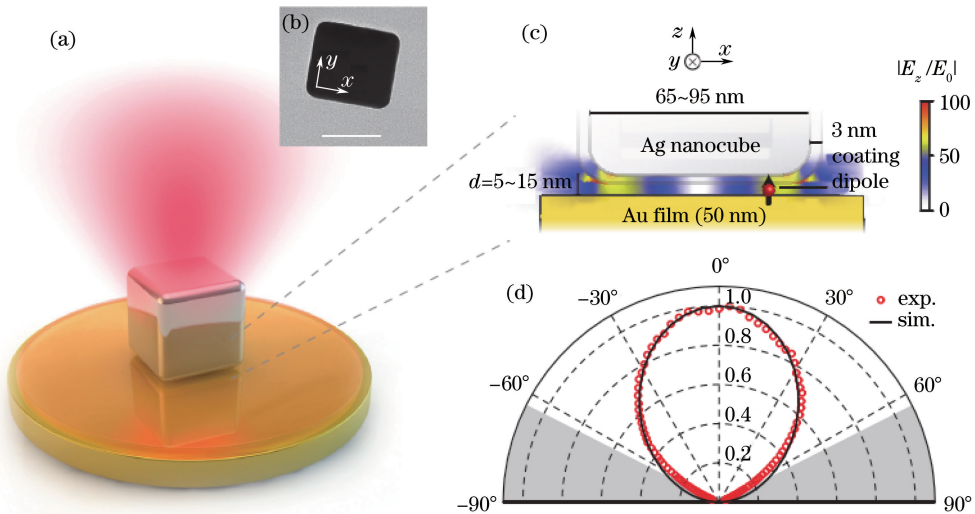 (a)
(b)
y
x
(c)
z
y
x
65~95 nm
Ag nanocube
3 nm
coating
d=5~15 nm
dipole
Au film (50 nm)
|E_z/E_0|
100
50
0
(d)
0°
−30°
30°
−60°
60°
−90°
90°
1.0
0.8
0.6
0.4
0.2
exp.
sim.